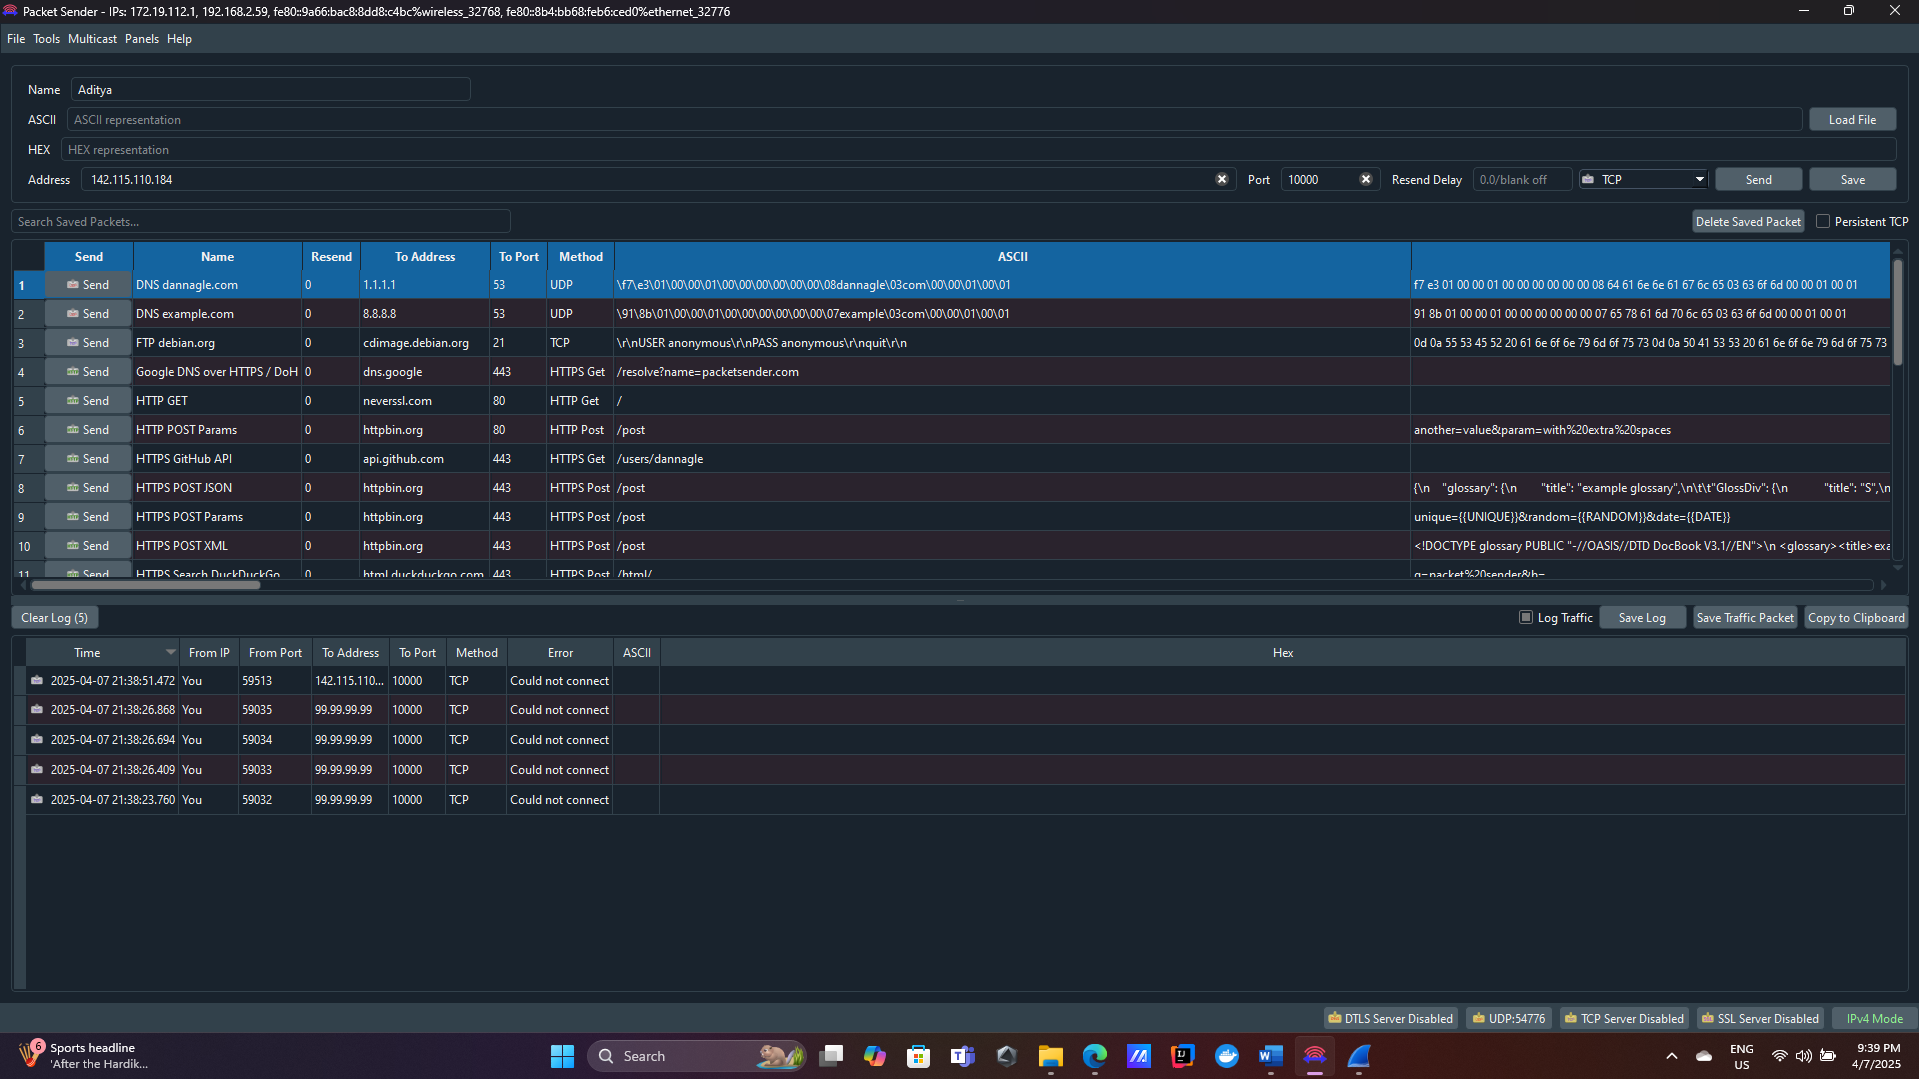 Packet Sender - IPs: 172.19.112.1, 192.168.2.59, fe80::9a66:bac8:8dd8:c4bc%wireless_32768, fe80::8b4:bb68:feb6:ced0%ethernet_32776
File Tools Multicast Panels Help
Name Aditya
ASCII ASCII representation Load File
HEX HEX representation
Address 142.115.110.184 Port 10000 Resend Delay 0.0/blank off TCP Send Save
Search Saved Packets... Delete Saved Packet Persistent TCP
Send Name Resend To Address To Port Method ASCII
1 Send DNS dannagle.com 0 1.1.1.1 53 UDP \f7\e3\01\00\00\01\00\00\00\00\00\00\08dannagle\03com\00\00\01\00\01 f7 e3 01 00 00 01 00 00 00 00 00 00 08 64 61 6e 6e 61 67 6c 65 03 63 6f 6d 00 00 01 00 01
2 Send DNS example.com 0 8.8.8.8 53 UDP \91\8b\01\00\00\01\00\00\00\00\00\00\07example\03com\00\00\01\00\01 91 8b 01 00 00 01 00 00 00 00 00 00 07 65 78 61 6d 70 6c 65 03 63 6f 6d 00 00 01 00 01
3 Send FTP debian.org 0 cdimage.debian.org 21 TCP \r\nUSER anonymous\r\nPASS anonymous\r\nquit\r\n 0d 0a 55 53 45 52 20 61 6e 6f 6e 79 6d 6f 75 73 0d 0a 50 41 53 53 20 61 6e 6f 6e 79 6d 6f 75 73
4 Send Google DNS over HTTPS / DoH 0 dns.google 443 HTTPS Get /resolve?name=packetsender.com
5 Send HTTP GET 0 neverssl.com 80 HTTP Get /
6 Send HTTP POST Params 0 httpbin.org 80 HTTP Post /post another=value&param=with%20extra%20spaces
7 Send HTTPS GitHub API 0 api.github.com 443 HTTPS Get /users/dannagle
8 Send HTTPS POST JSON 0 httpbin.org 443 HTTPS Post /post {\n "glossary": {\n "title": "example glossary",\n\t\t"GlossDiv": {\n "title": "S",\n
9 Send HTTPS POST Params 0 httpbin.org 443 HTTPS Post /post unique={{UNIQUE}}&random={{RANDOM}}&date={{DATE}}
10 Send HTTPS POST XML 0 httpbin.org 443 HTTPS Post /post <!DOCTYPE glossary PUBLIC "-//OASIS//DTD DocBook V3.1//EN">\n <glossary><title>exa
11 Send HTTPS Search DuckDuckGo 0 html.duckduckgo.com 443 HTTPS Post /html/ q=packet%20sender&b=
Clear Log (5) Log Traffic Save Log Save Traffic Packet Copy to Clipboard
Time From IP From Port To Address To Port Method Error ASCII Hex
2025-04-07 21:38:51.472 You 59513 142.115.110... 10000 TCP Could not connect
2025-04-07 21:38:26.868 You 59035 99.99.99.99 10000 TCP Could not connect
2025-04-07 21:38:26.694 You 59034 99.99.99.99 10000 TCP Could not connect
2025-04-07 21:38:26.409 You 59033 99.99.99.99 10000 TCP Could not connect
2025-04-07 21:38:23.760 You 59032 99.99.99.99 10000 TCP Could not connect
DTLS Server Disabled UDP:54776 TCP Server Disabled SSL Server Disabled IPv4 Mode
6 Sports headline
'After the Hardik...
Search
ENG
US
9:39 PM
4/7/2025